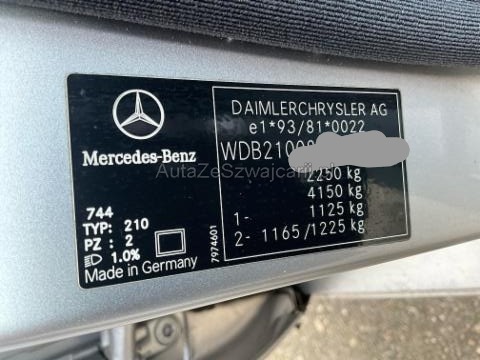 DAIMLERCHRYSLER AG
e1*93/81*0022
WDB2100
2250 kg
4150 kg
1- 1125 kg
2- 1165/1225 kg
Mercedes-Benz
744
TYP: 210
PZ : 2
1.0%
Made in Germany
7974601
AutaZeSzwajcarii